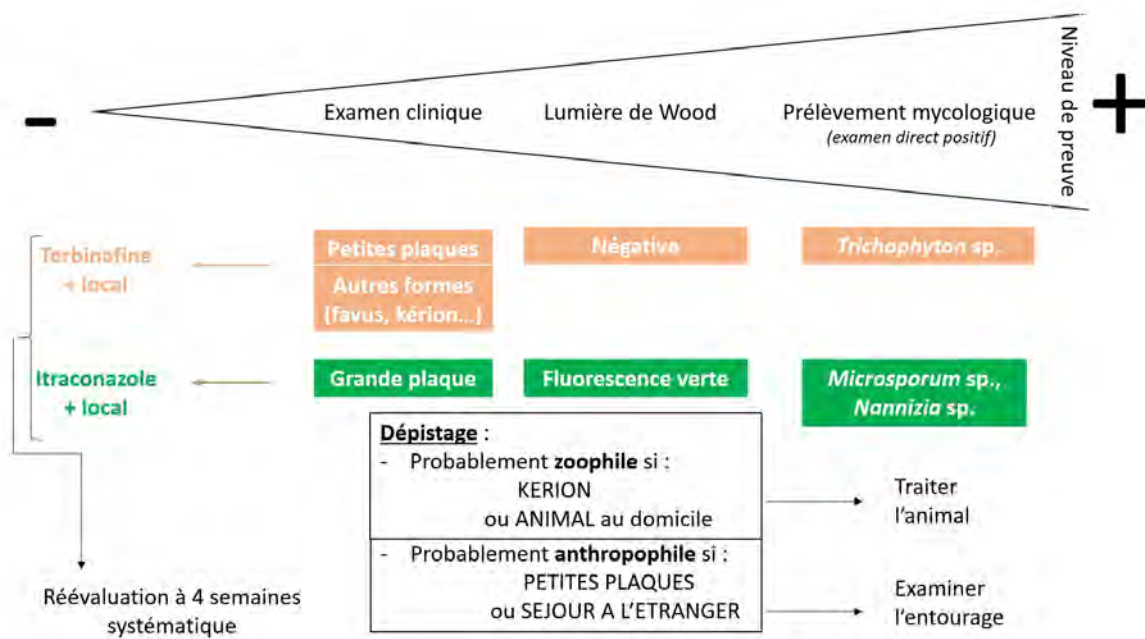 Niveau de preuve
-
+
Examen clinique
Lumière de Wood
Prélèvement mycologique
(examen direct positif)
Terbinafine
+ local
Petites plaques
Négative
Trichophyton sp.
Autres formes
(favus, kérion...)
Itraconazole
+ local
Grande plaque
Fluorescence verte
Microsporum sp.,
Nannizia sp.
Dépistage :
- Probablement zoophile si :
KERION
ou ANIMAL au domicile
Traiter
l'animal
- Probablement anthropophile si :
PETITES PLAQUES
ou SEJOUR A L'ETRANGER
Examiner
l'entourage
Réévaluation à 4 semaines
systématique